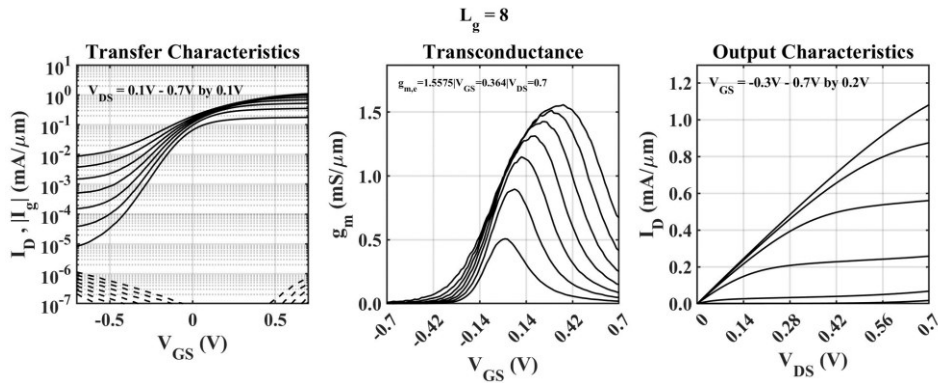 L_g = 8
Transfer Characteristics
V_DS = 0.1V - 0.7V by 0.1V
I_D , |I_g| (mA/μm)
10^2
10^1
10^0
10^-1
10^-2
10^-3
10^-4
10^-5
10^-6
10^-7
-0.5 0 0.5
V_GS (V)
Transconductance
g_m,e=1.5575|V_GS=0.364|V_DS=0.7
g_m (mS/μm)
1.5
1.0
0.5
0.0
-0.7 -0.42 -0.14 0.14 0.42 0.7
V_GS (V)
Output Characteristics
V_GS = -0.3V - 0.7V by 0.2V
I_D (mA/μm)
1.2
1.0
0.8
0.6
0.4
0.2
0.0
0 0.14 0.28 0.42 0.56 0.7
V_DS (V)